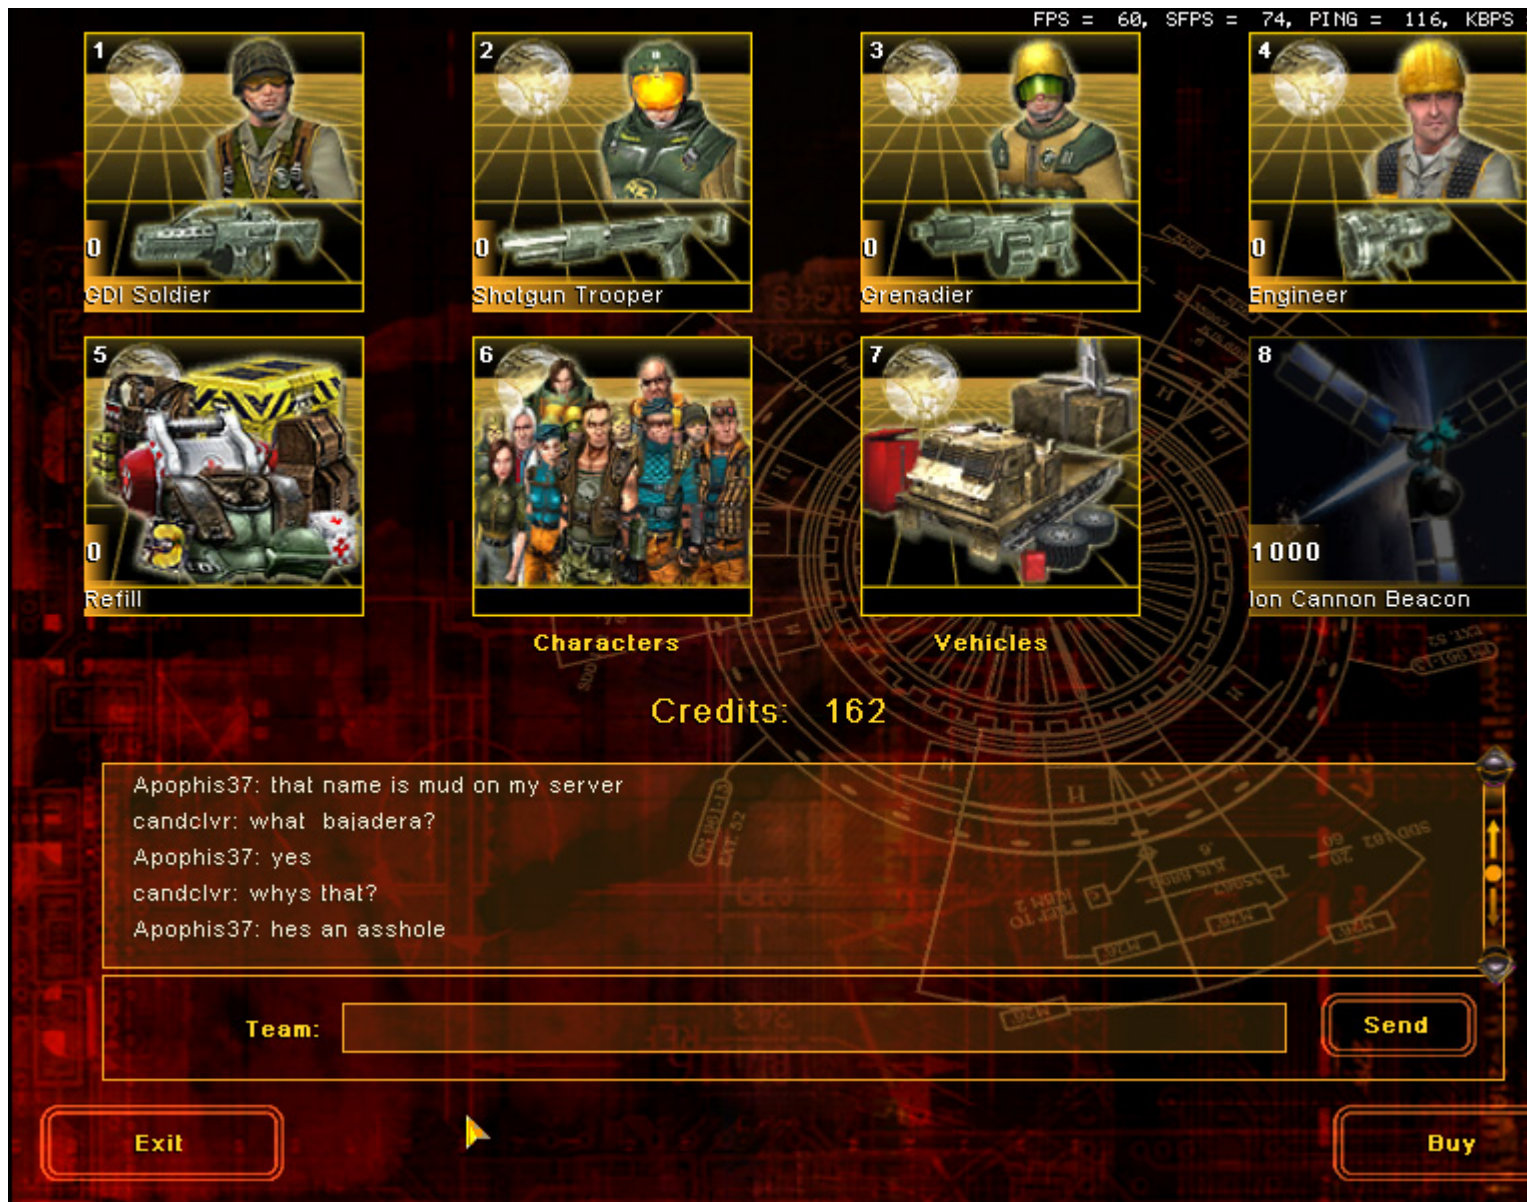 FPS = 60, SFPS = 74, PING = 116, KBPS
1 2 3 4
0 0 0 0
GDI Soldier Shotgun Trooper Grenadier Engineer
5 6 7 8
0 1000
Refill Ion Cannon Beacon
Characters Vehicles
Credits: 162
Apophis37: that name is mud on my server
candclvr: what bajadera?
Apophis37: yes
candclvr: whys that?
Apophis37: hes an asshole
Team: Send
Exit Buy